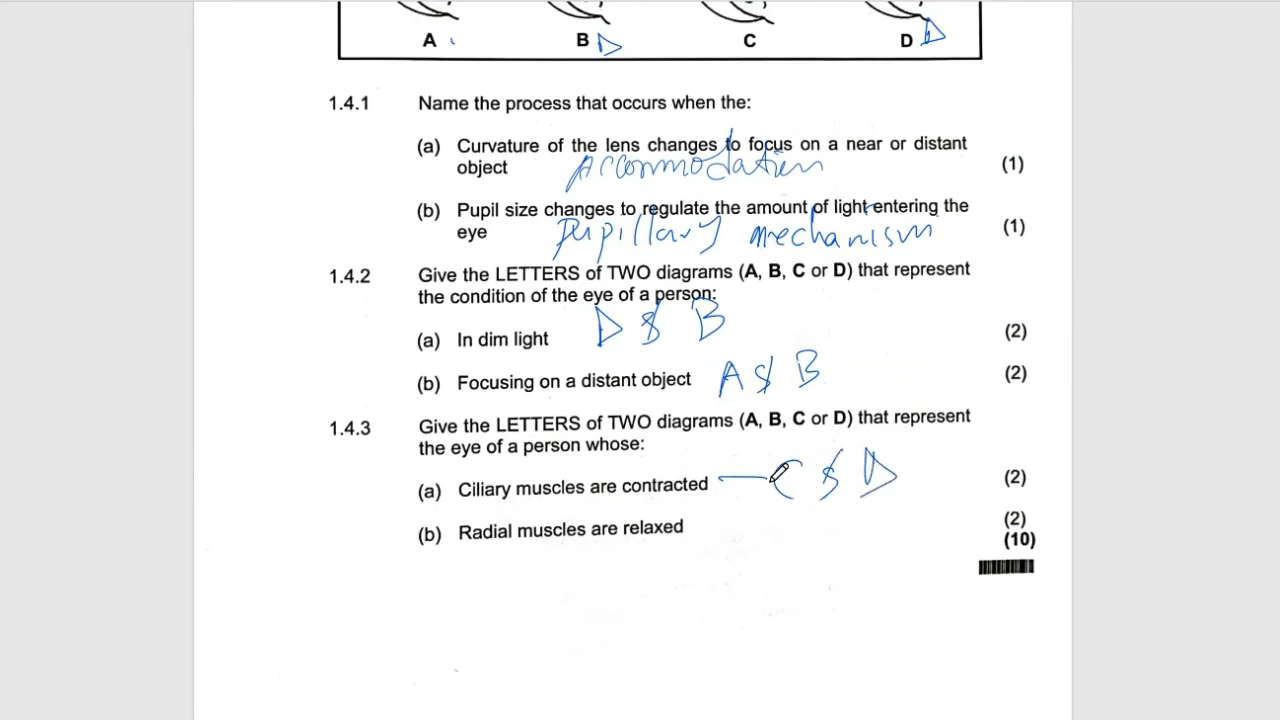 A B D C D D
1.4.1 Name the process that occurs when the:
(a) Curvature of the lens changes to focus on a near or distant
object Accommodation (1)
(b) Pupil size changes to regulate the amount of light entering the
eye Pupillary mechanism (1)
1.4.2 Give the LETTERS of TWO diagrams (A, B, C or D) that represent
the condition of the eye of a person:
(a) In dim light D & B (2)
(b) Focusing on a distant object A & B (2)
1.4.3 Give the LETTERS of TWO diagrams (A, B, C or D) that represent
the eye of a person whose:
(a) Ciliary muscles are contracted — C & D (2)
(b) Radial muscles are relaxed (2)
(10)